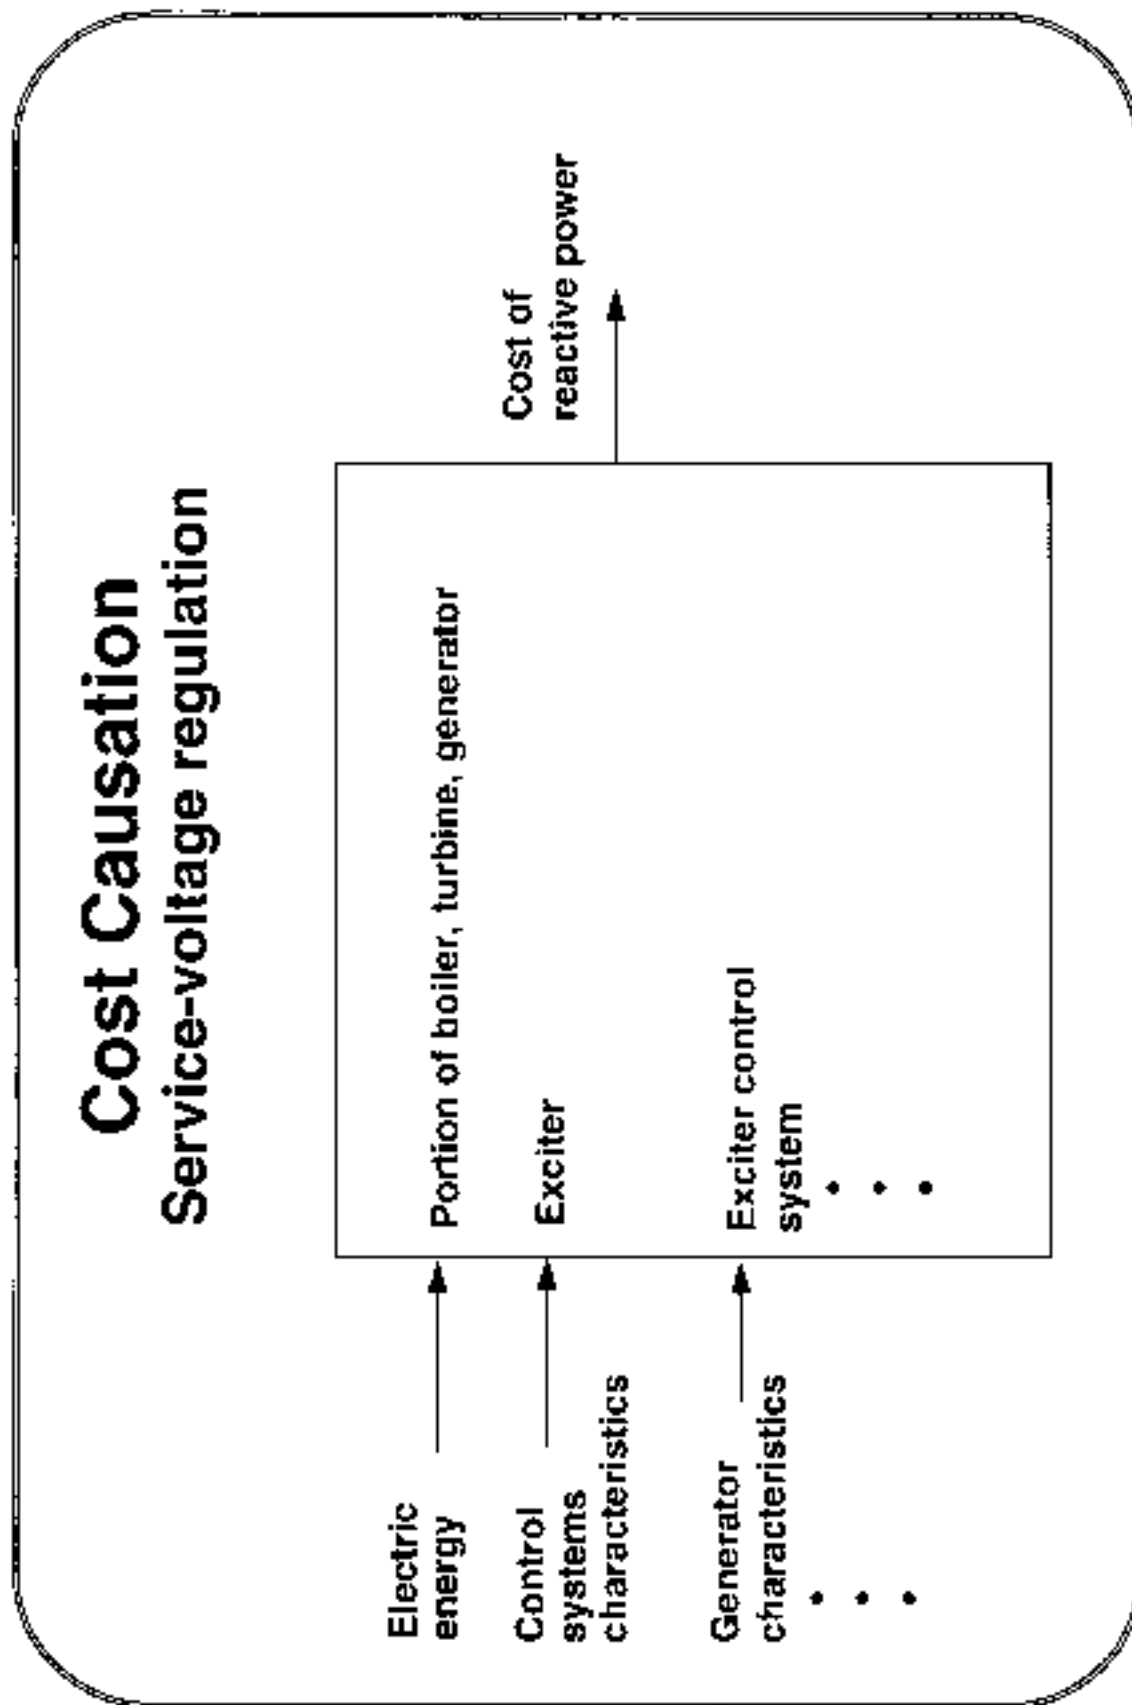 Cost Causation
Service-voltage regulation
Electric
energy
Control
systems
characteristics
Generator
characteristics
Portion of boiler, turbine, generator
Exciter
Exciter control
system
Cost of
reactive power